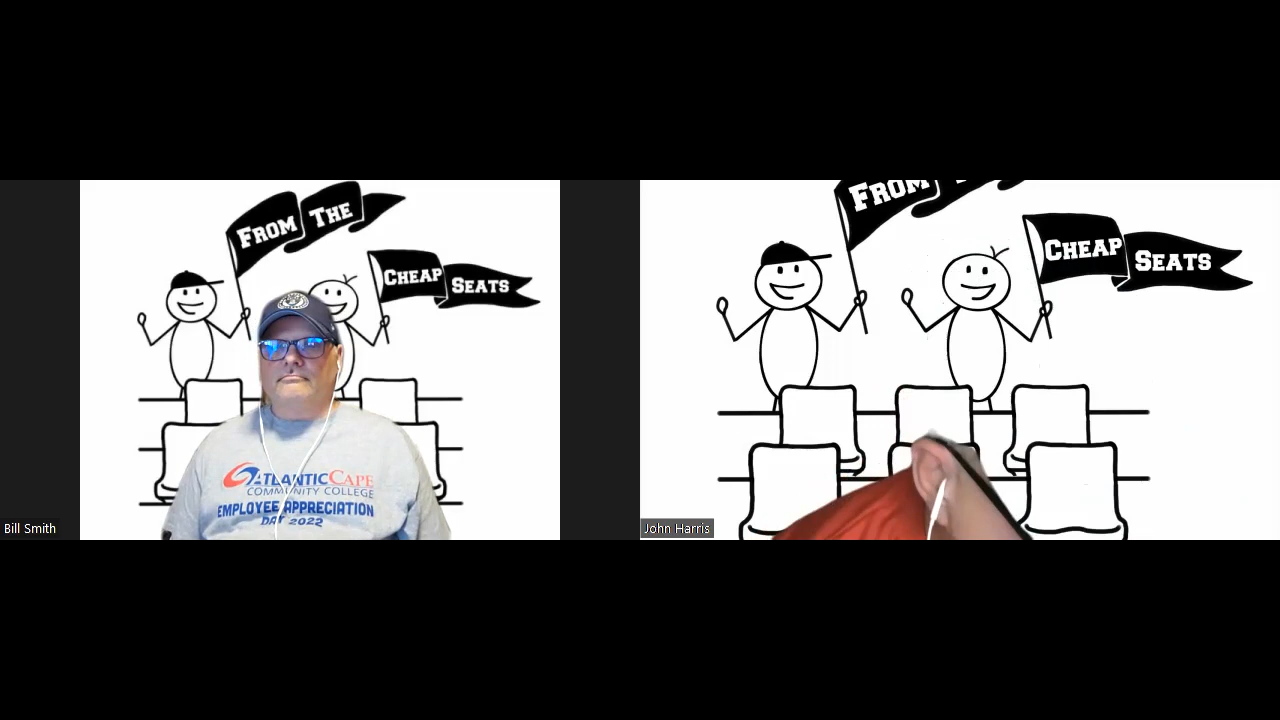 FROM THE
CHEAP SEATS
ATLANTICCAPE
COMMUNITY COLLEGE
EMPLOYEE APPRECIATION
DAY 2022
Bill Smith
FROM
CHEAP SEATS
John Harris